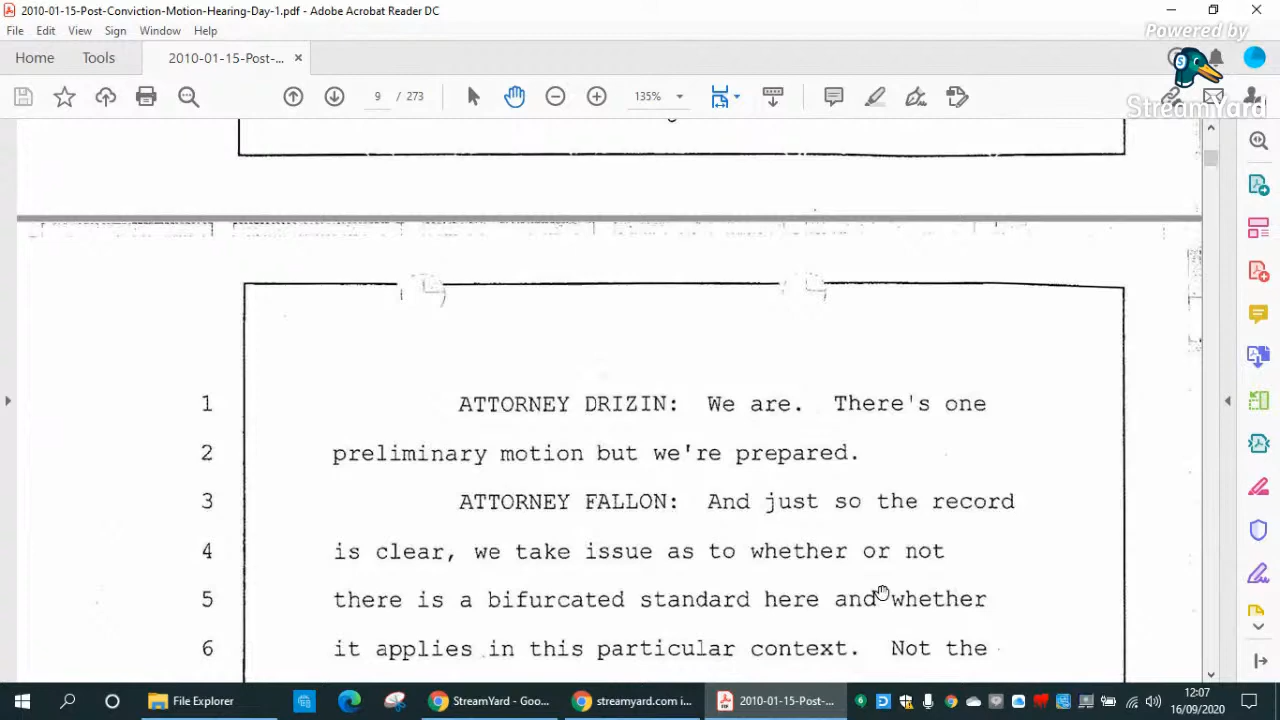 2010-01-15-Post-Conviction-Motion-Hearing-Day-1.pdf - Adobe Acrobat Reader DC
File Edit View Sign Window Help
Powered by
StreamYard
Home Tools 2010-01-15-Post-...
9 / 273 135%
1 ATTORNEY DRIZIN: We are. There's one
2 preliminary motion but we're prepared.
3 ATTORNEY FALLON: And just so the record
4 is clear, we take issue as to whether or not
5 there is a bifurcated standard here and whether
6 it applies in this particular context. Not the
File Explorer StreamYard - Goo... streamyard.com i... 2010-01-15-Post-...
12:07
16/09/2020